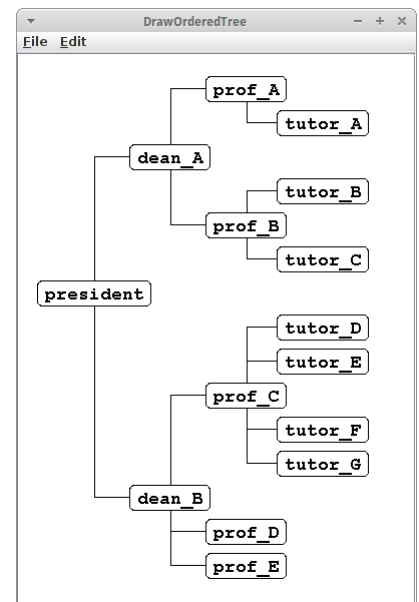 DrawOrderedTree
File Edit
prof_A
tutor_A
dean_A
tutor_B
prof_B
tutor_C
president
tutor_D
tutor_E
prof_C
tutor_F
tutor_G
dean_B
prof_D
prof_E